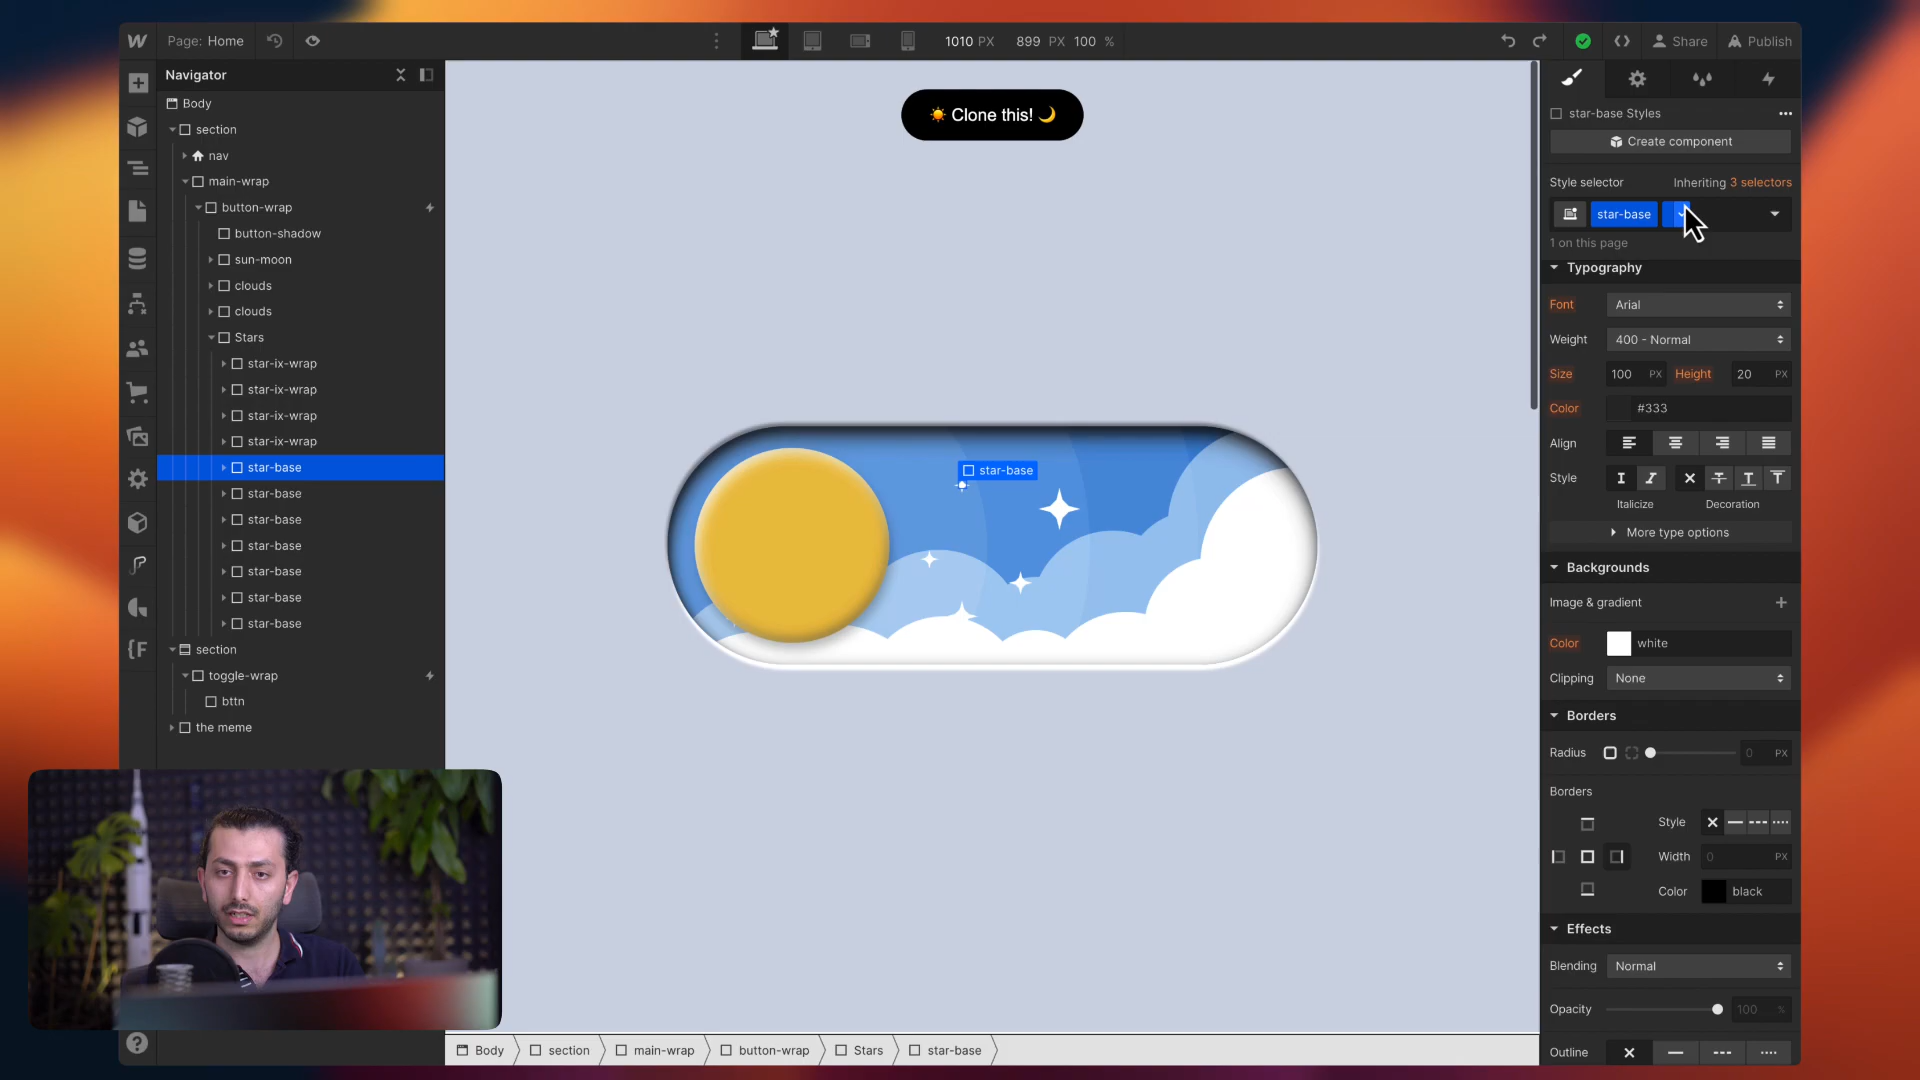 Page: Home
1010 PX 899 PX 100 %
Share
Publish
Navigator
Body
section
nav
main-wrap
button-wrap
button-shadow
sun-moon
clouds
clouds
Stars
star-ix-wrap
star-ix-wrap
star-ix-wrap
star-ix-wrap
star-base
star-base
star-base
star-base
star-base
star-base
star-base
section
toggle-wrap
bttn
the meme
☀️ Clone this! 🌙
star-base
Body
section
main-wrap
button-wrap
Stars
star-base
star-base Styles
Create component
Style selector
Inheriting 3 selectors
star-base
1 on this page
Typography
Font Arial
Weight 400 - Normal
Size 100 PX Height 20 PX
Color #333
Align
Style
Italicize Decoration
More type options
Backgrounds
Image & gradient
Color white
Clipping None
Borders
Radius 0 PX
Borders
Style
Width 0 PX
Color black
Effects
Blending Normal
Opacity 100 %
Outline